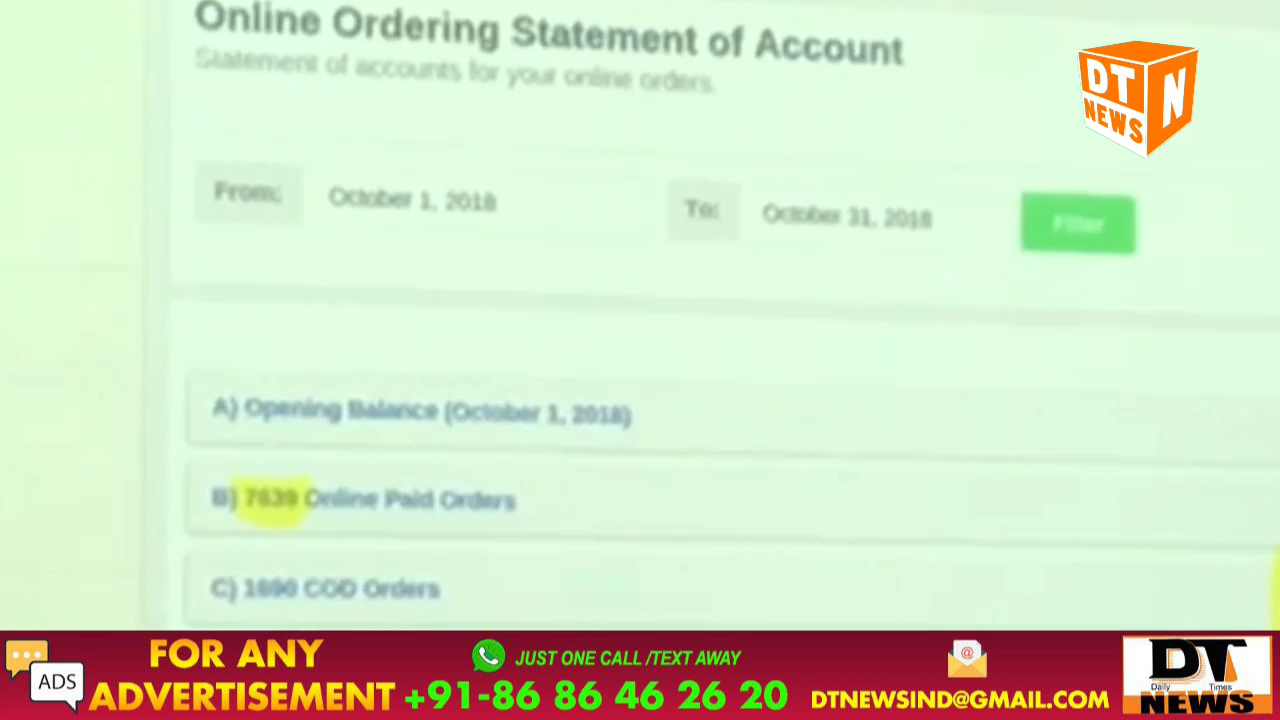 Online Ordering Statement of Account
Statement of accounts for your online orders.
From: October 1, 2018 To: October 31, 2018 Filter
A) Opening Balance (October 1, 2018)
B) 7639 Online Paid Orders
C) 1690 COD Orders
DT N
NEWS
FOR ANY
ADVERTISEMENT
ADS
JUST ONE CALL /TEXT AWAY
+91-86 86 46 26 20
@
DTNEWSIND@GMAIL.COM
DT
Daily Times
NEWS